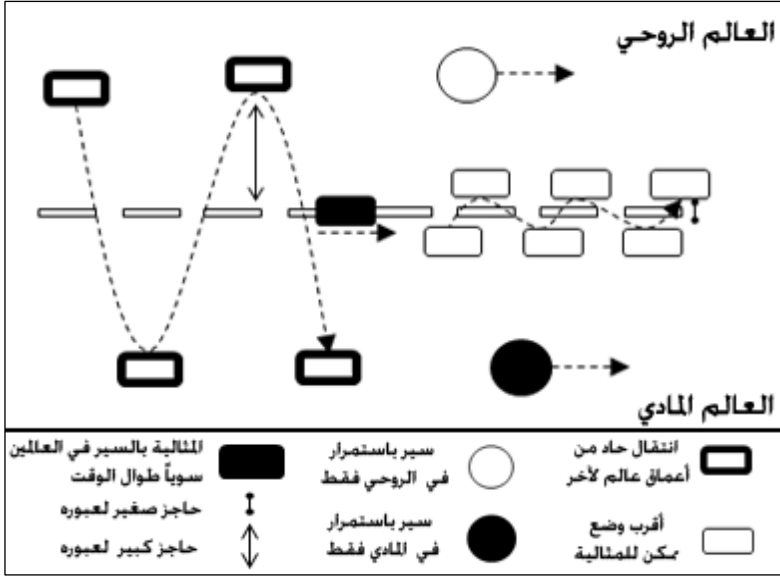 العالم الروحي
العالم المادي
انتقال حاد من
أعماق عالم لآخر
سير باستمرار
في الروحي فقط
المثالية بالسير في العالمين
سوياً طوال الوقت
حاجز صغير لعبوره
أقرب وضع
ممكن للمثالية
سير باستمرار
في المادي فقط
حاجز كبير لعبوره